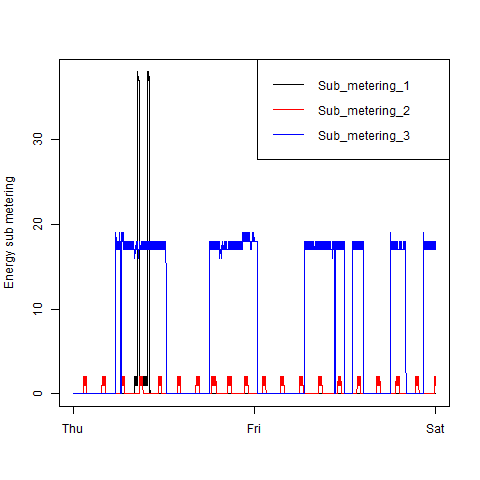 Sub_metering_1
Sub_metering_2
Sub_metering_3
Energy sub metering
30
20
10
0
Thu
Fri
Sat